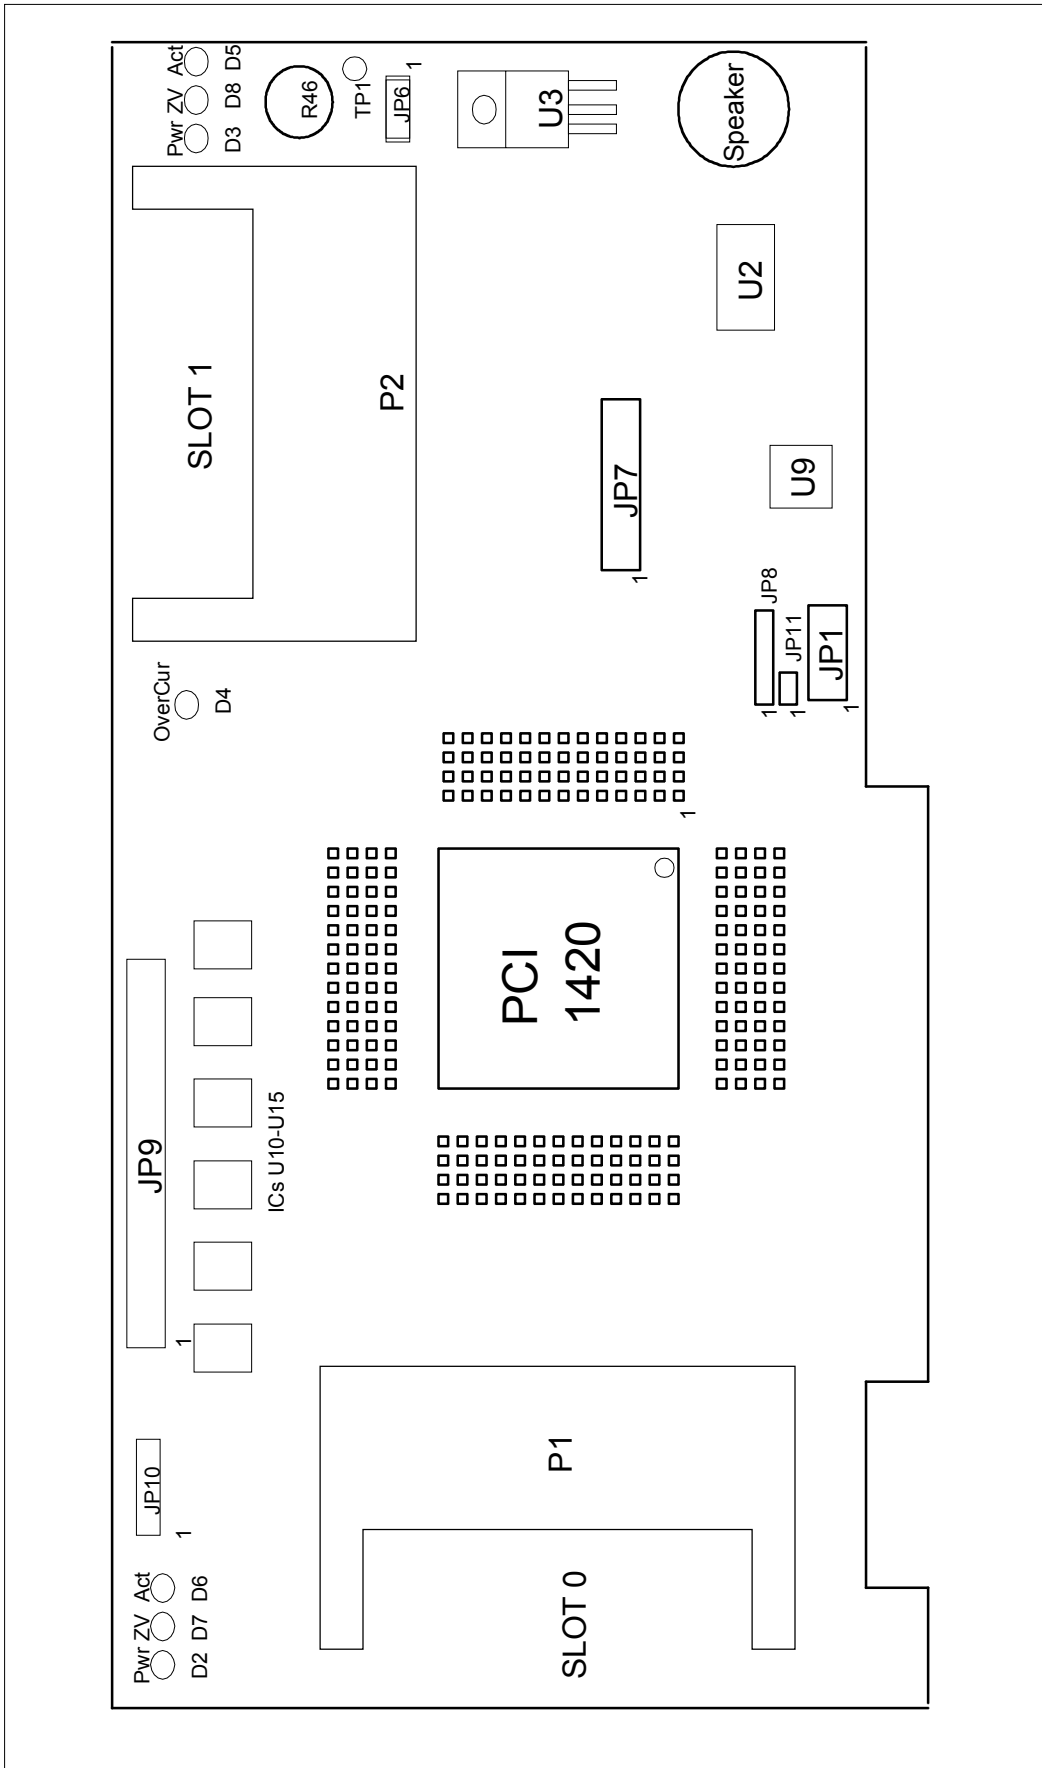 Pwr ZV Act
D3 D8 D5
R46
TP1
JP6
1
U3
Speaker
SLOT 1
P2
U2
JP7
1
U9
OverCur
D4
JP8
1
JP11
1
JP1
1
1
PCI
1420
JP9
1
ICs U10-U15
JP10
1
P1
SLOT 0
Pwr ZV Act
D2 D7 D6